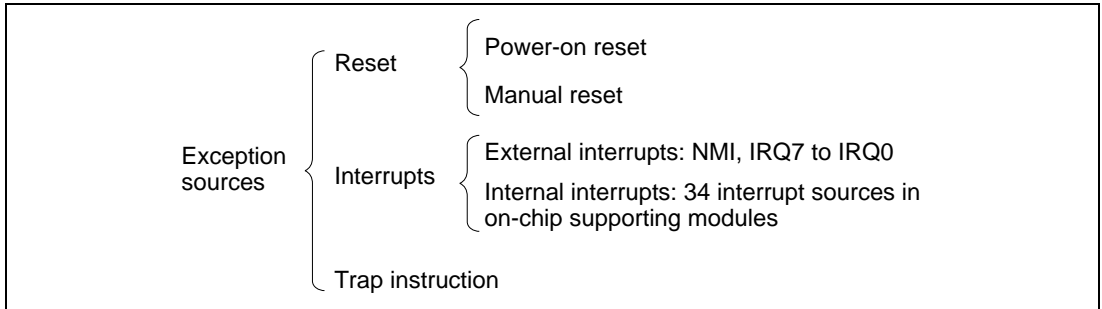 Exception
sources
Reset
Power-on reset
Manual reset
Interrupts
External interrupts: NMI, IRQ7 to IRQ0
Internal interrupts: 34 interrupt sources in
on-chip supporting modules
Trap instruction